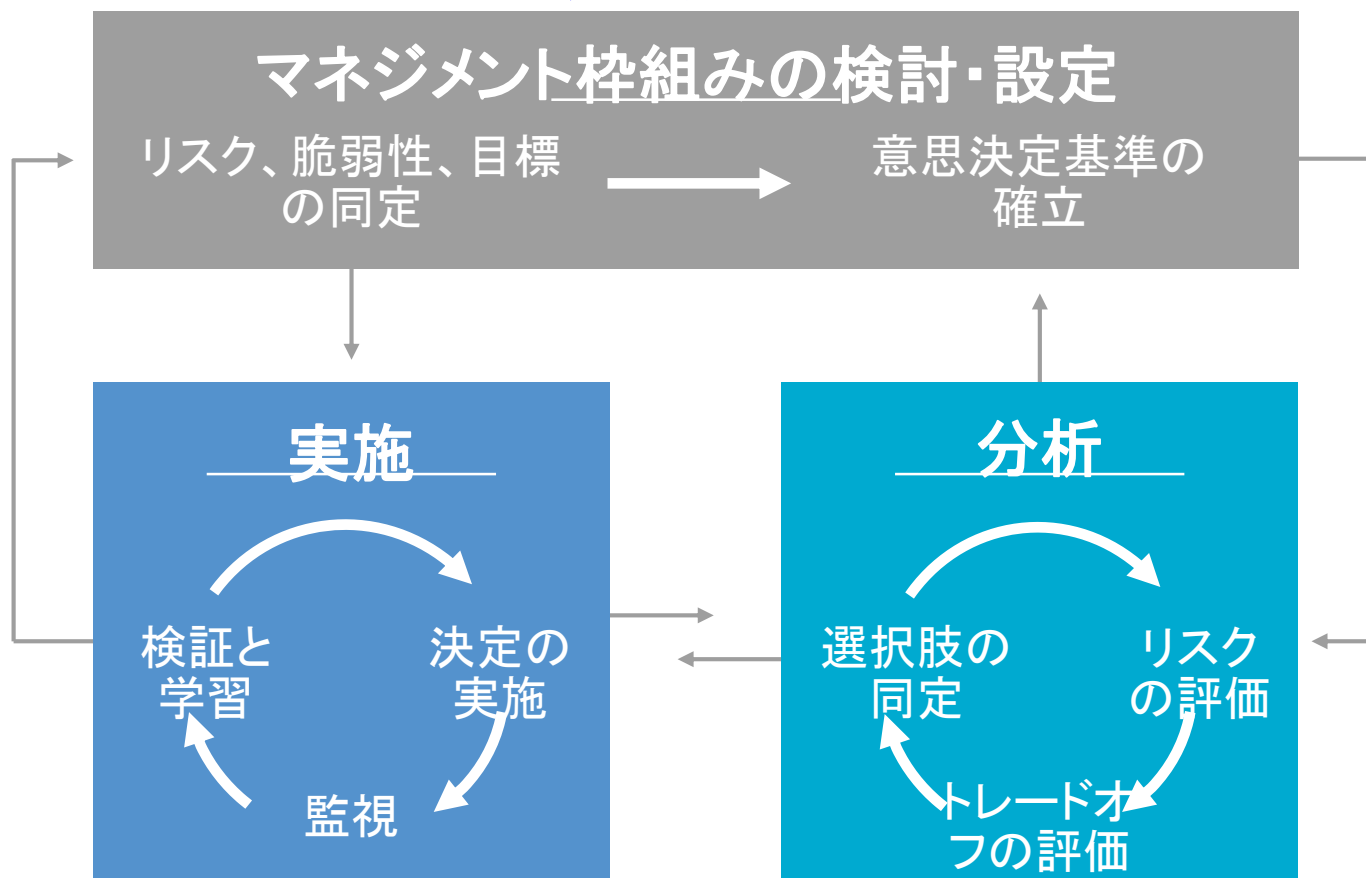 マネジメント枠組みの検討・設定
リスク、脆弱性、目標
の同定
意思決定基準の
確立
実施
検証と
学習
決定の
実施
監視
分析
選択肢の
同定
リスク
の評価
トレードオ
フの評価